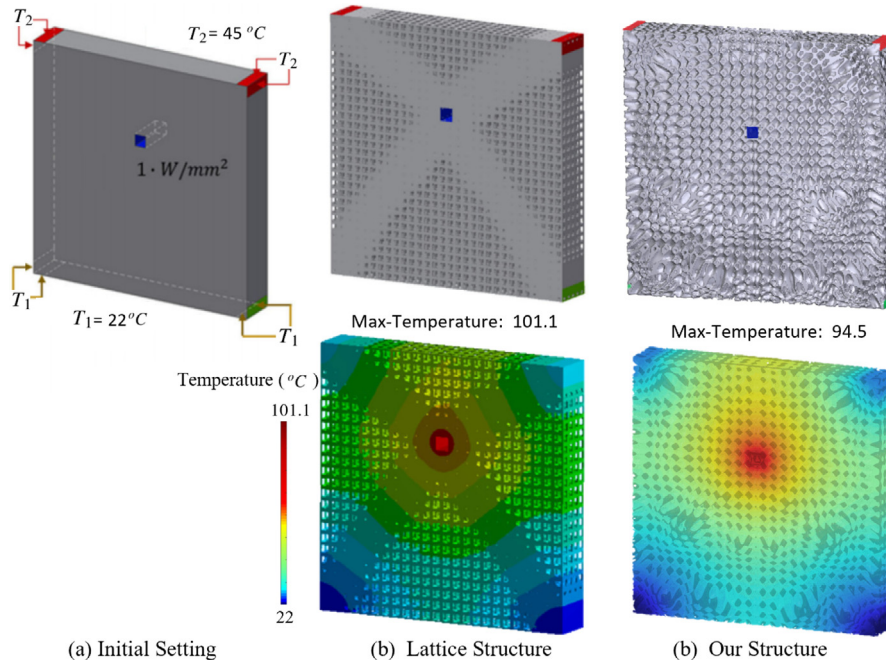 T₂
T₂ = 45 °C
T₂
1 · W/mm²
T₁
T₁ = 22°C
T₁
Max-Temperature: 101.1
Max-Temperature: 94.5
Temperature (°C)
101.1
22
(a) Initial Setting
(b) Lattice Structure
(b) Our Structure